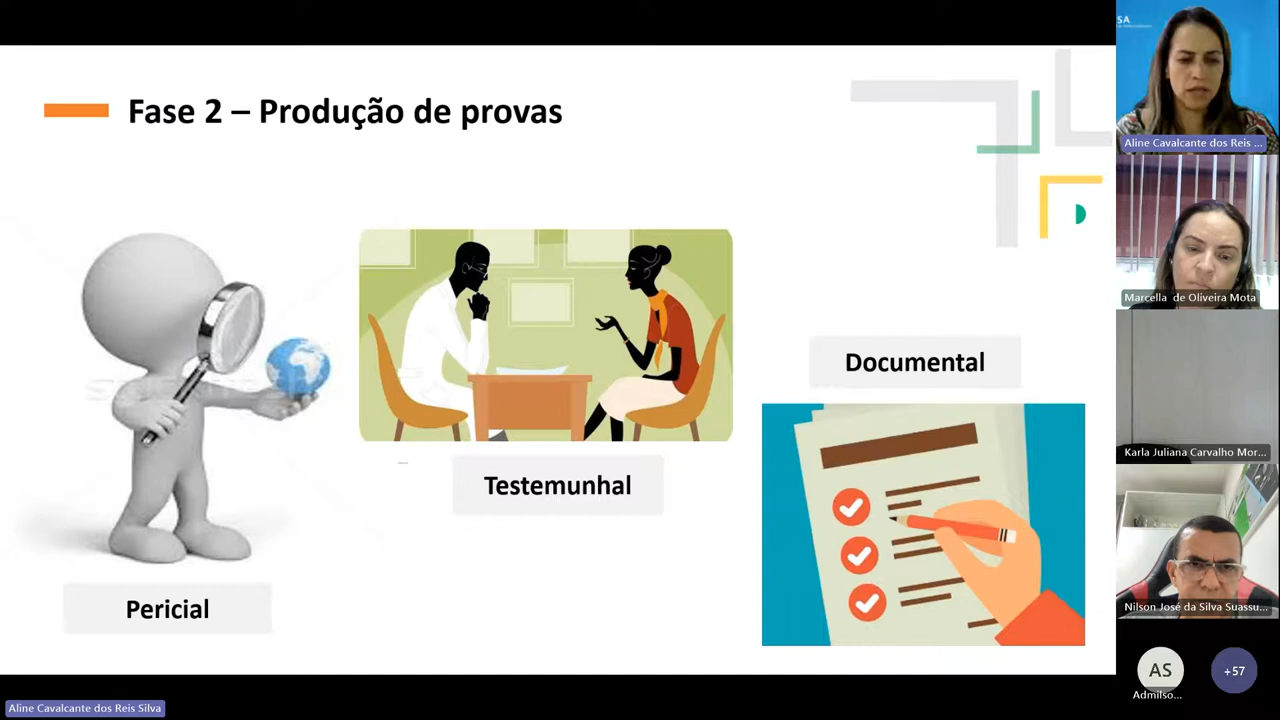 Fase 2 – Produção de provas
Pericial
Testemunhal
Documental
SA
Aline Cavalcante dos Reis ...
Marcella de Oliveira Mota
Karla Juliana Carvalho Mor...
Nilson José da Silva Suassu...
AS
Admilso...
+57
Aline Cavalcante dos Reis Silva